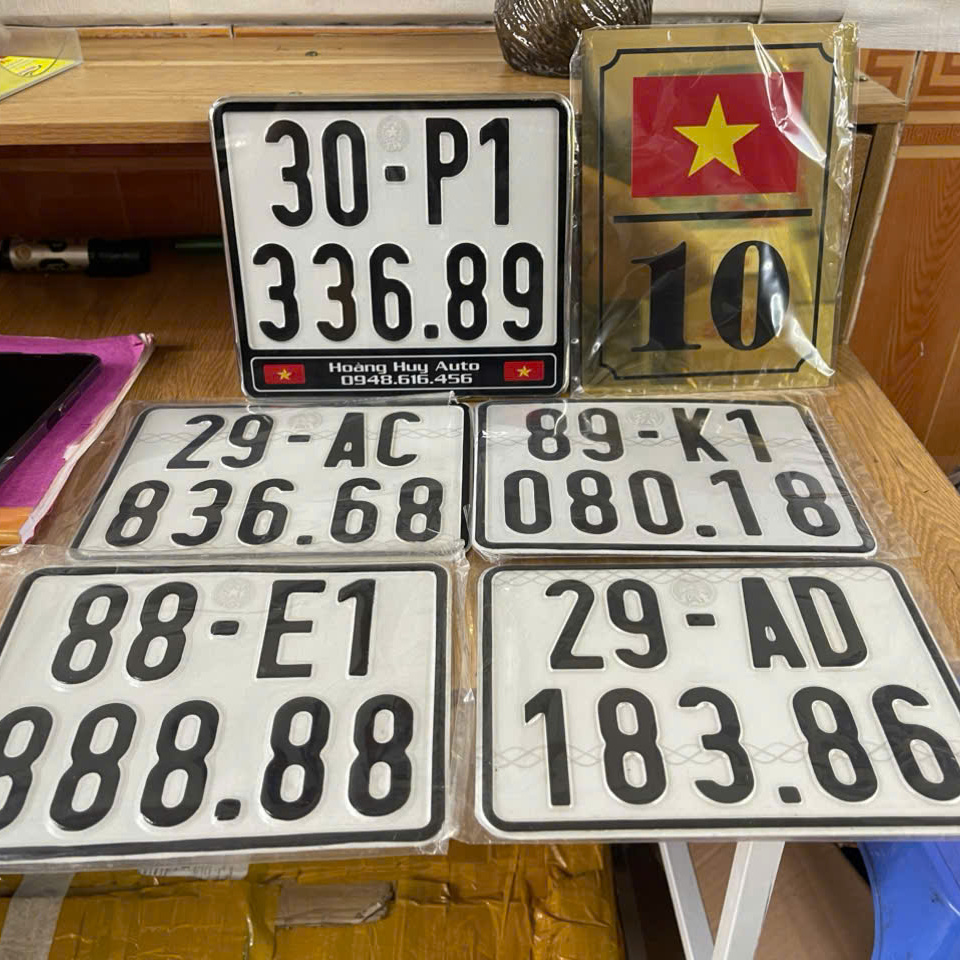 30-P1
336.89
Hoàng Huy Auto
0948.616.456
10
29-AC
836.68
89-K1
080.18
88-E1
888.88
29-AD
183.86